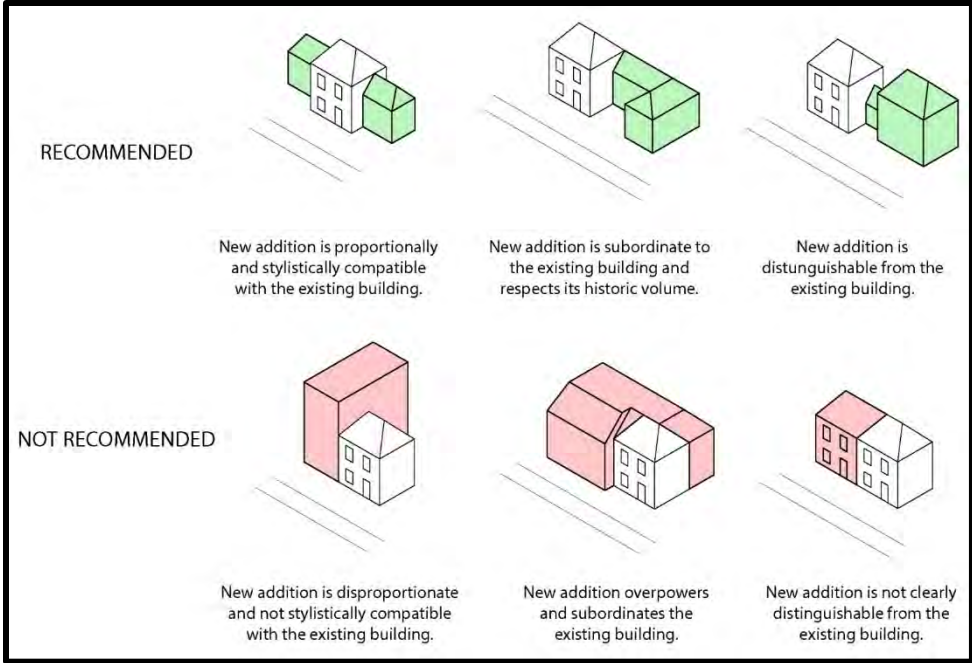 RECOMMENDED
New addition is proportionally
and stylistically compatible
with the existing building.
New addition is subordinate to
the existing building and
respects its historic volume.
New addition is
distunguishable from the
existing building.
NOT RECOMMENDED
New addition is disproportionate
and not stylistically compatible
with the existing building.
New addition overpowers
and subordinates the
existing building.
New addition is not clearly
distinguishable from the
existing building.